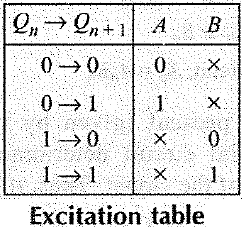 Qn → Qn+1 A B
0 → 0 0 ×
0 → 1 1 ×
1 → 0 × 0
1 → 1 × 1
Excitation table